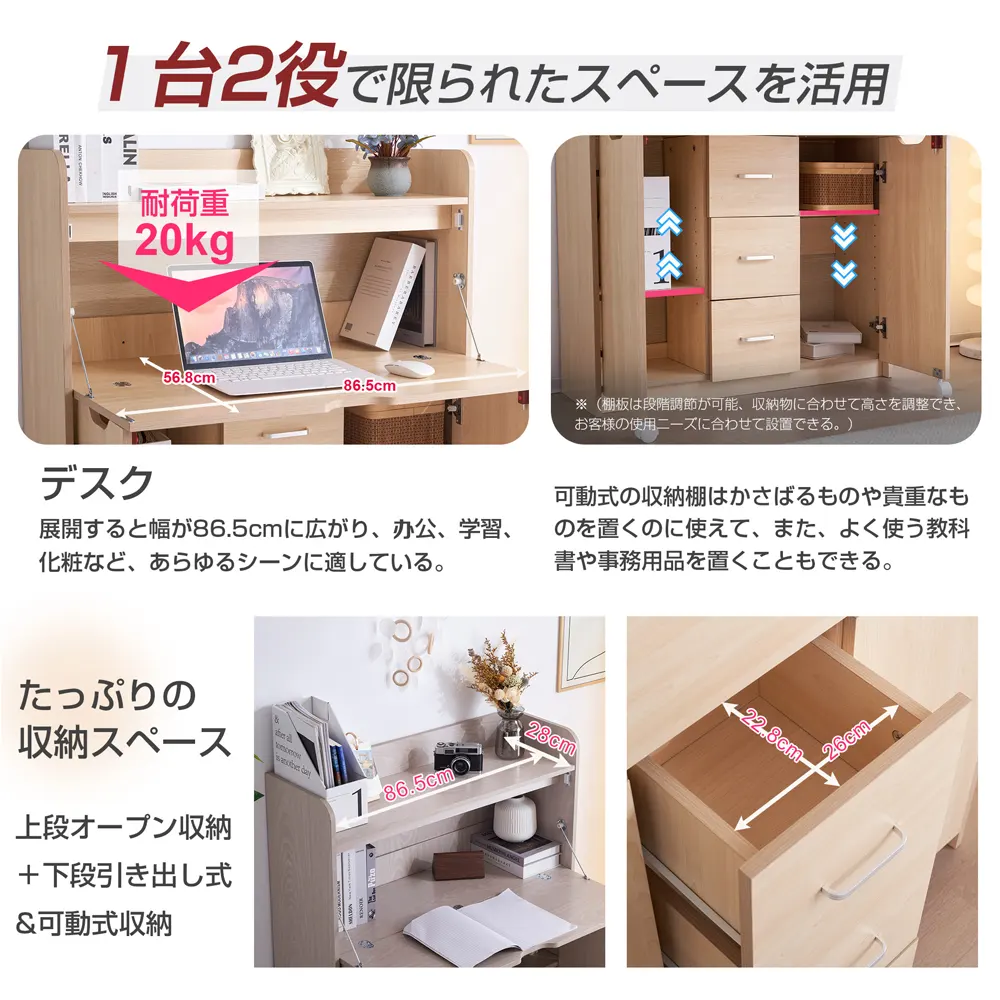 1台2役で限られたスペースを活用
耐荷重
20kg
56.8cm
86.5cm
※（棚板は段階調節が可能、収納物に合わせて高さを調整でき、
お客様の使用ニーズに合わせて設置できる。）
デスク
展開すると幅が86.5cmに広がり、办公、学習、
化粧など、あらゆるシーンに適している。
可動式の収納棚はかさばるものや貴重なも
のを置くのに使えて、また、よく使う教科
書や事務用品を置くこともできる。
たっぷりの
収納スペース
上段オープン収納
＋下段引き出し式
&可動式収納
&
after all
tomorrow
is another day
1
86.5cm
28cm
22.8cm
26cm